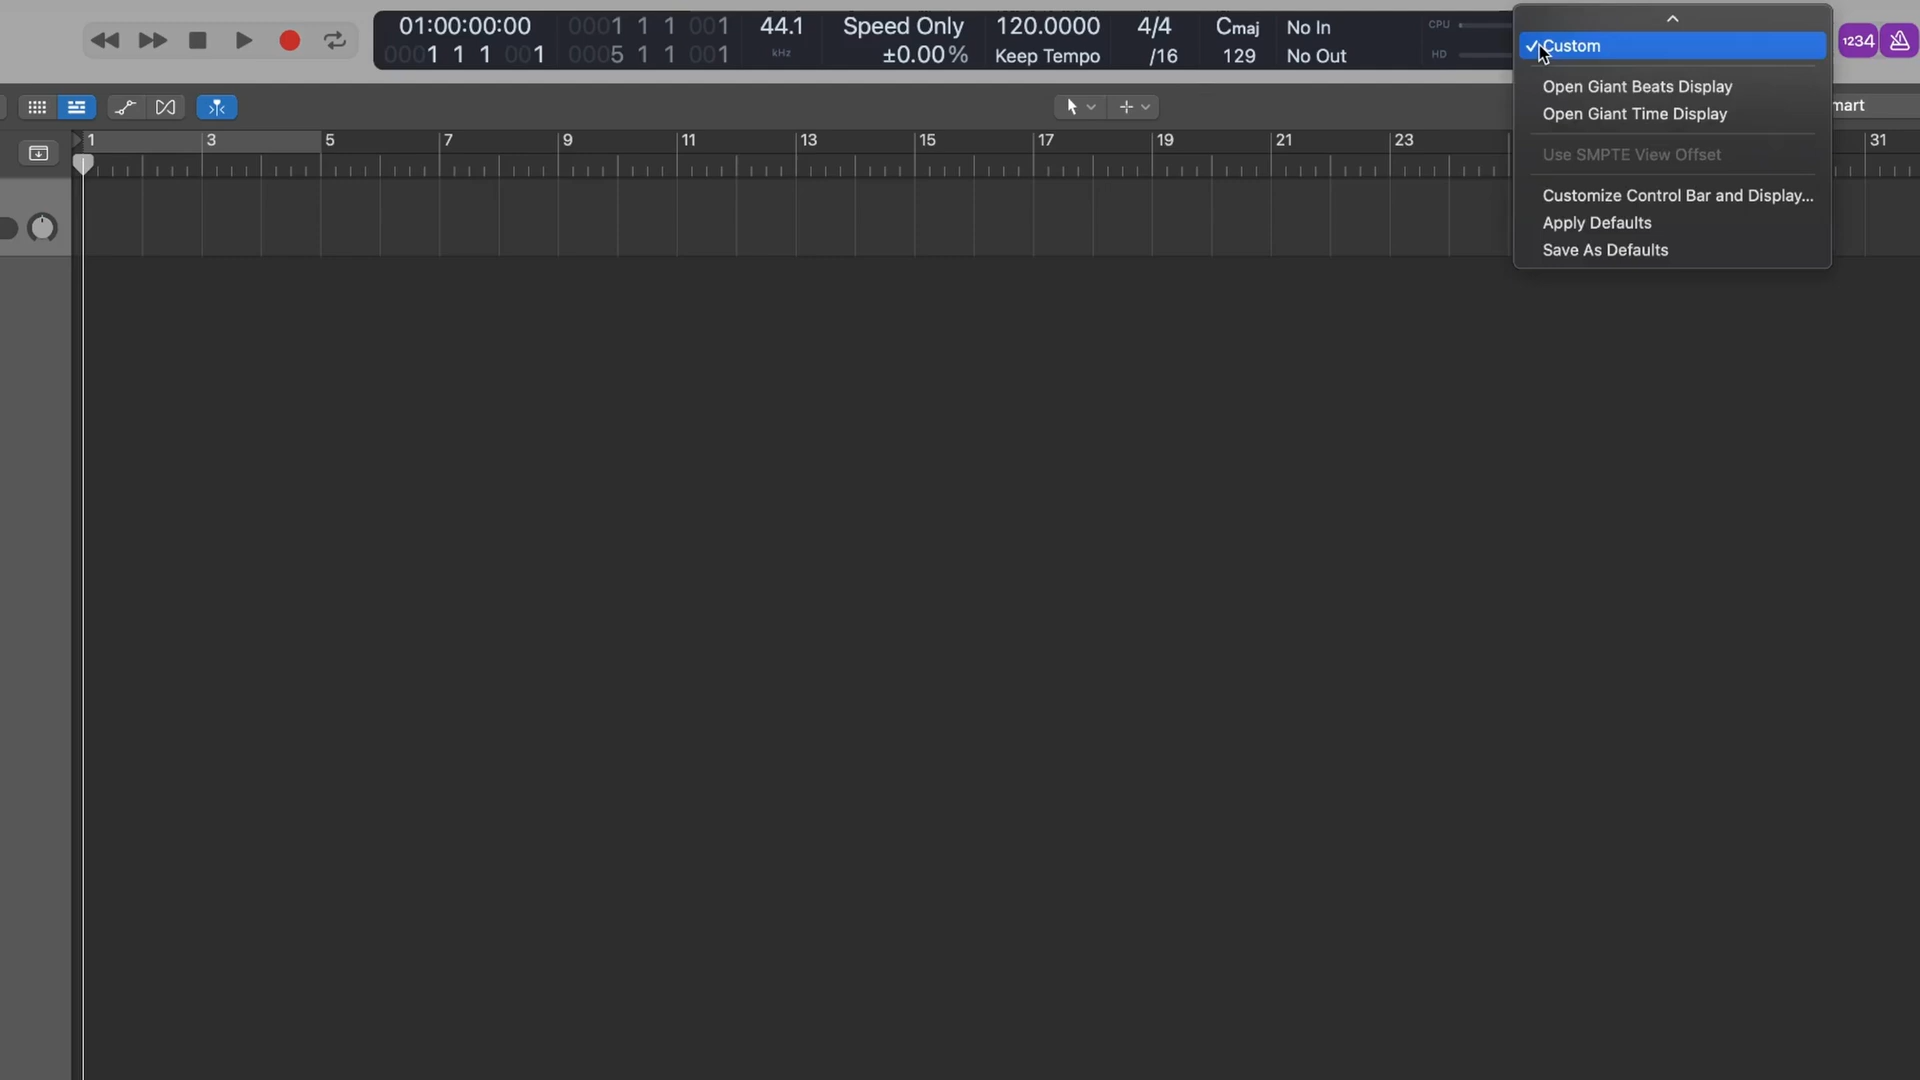 01:00:00:00 0001 1 1 001 44.1 Speed Only 120.0000 4/4 Cmaj No In CPU
0001 1 1 001 0005 1 1 001 kHz ±0.00% Keep Tempo /16 129 No Out HD
Custom
1234
Open Giant Beats Display
Open Giant Time Display
Use SMPTE View Offset
Customize Control Bar and Display...
Apply Defaults
Save As Defaults
1 3 5 7 9 11 13 15 17 19 21 23 31